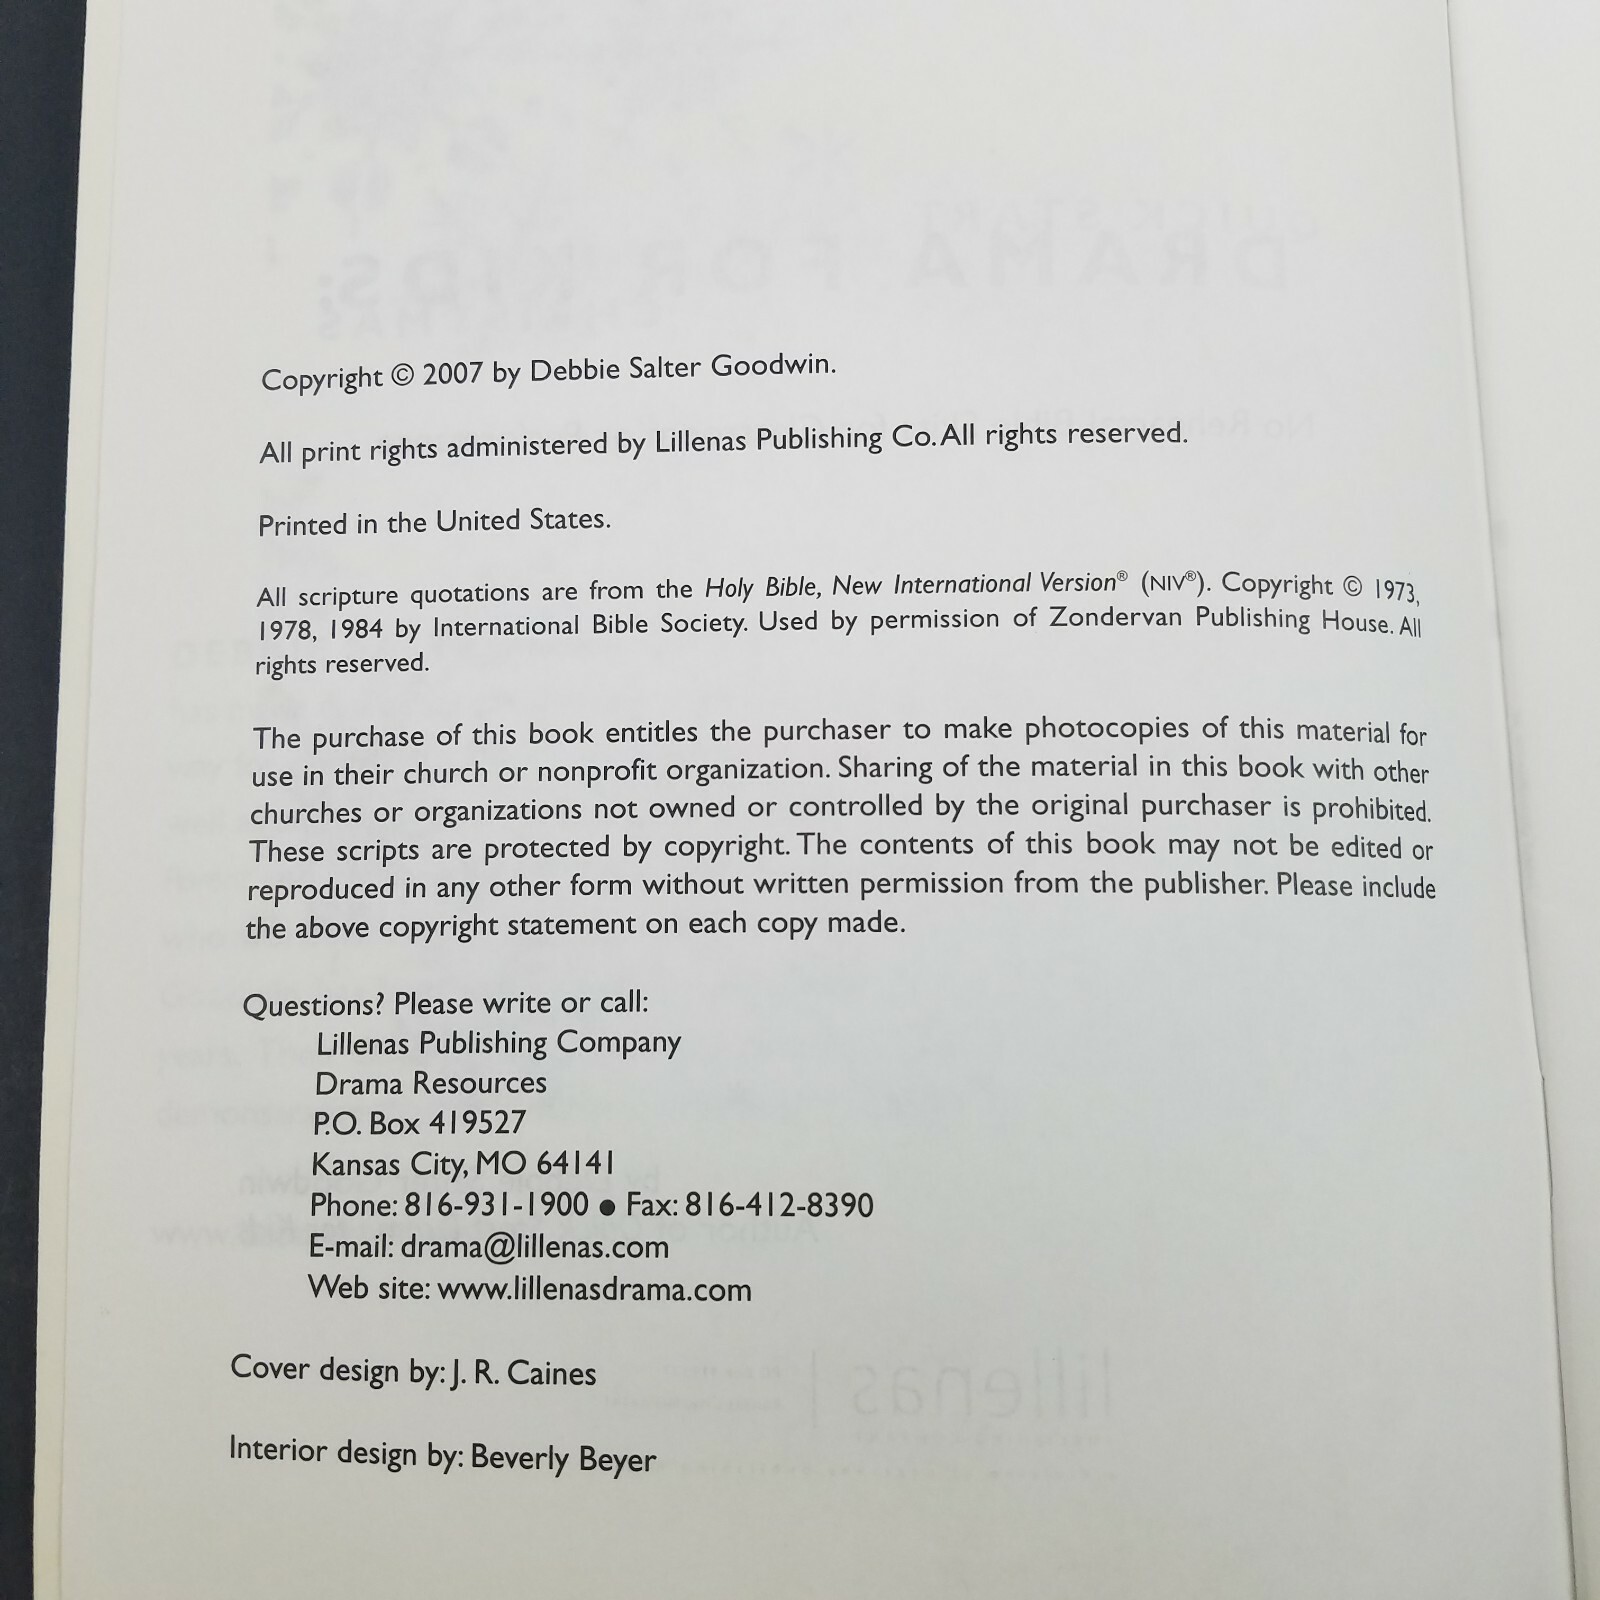 Copyright © 2007 by Debbie Salter Goodwin.
All print rights administered by Lillenas Publishing Co. All rights reserved.
Printed in the United States.
All scripture quotations are from the Holy Bible, New International Version® (NIV®). Copyright © 1973,
1978, 1984 by International Bible Society. Used by permission of Zondervan Publishing House. All
rights reserved.
The purchase of this book entitles the purchaser to make photocopies of this material for
use in their church or nonprofit organization. Sharing of the material in this book with other
churches or organizations not owned or controlled by the original purchaser is prohibited.
These scripts are protected by copyright. The contents of this book may not be edited or
reproduced in any other form without written permission from the publisher. Please include
the above copyright statement on each copy made.
Questions? Please write or call:
Lillenas Publishing Company
Drama Resources
P.O. Box 419527
Kansas City, MO 64141
Phone: 816-931-1900 ● Fax: 816-412-8390
E-mail: drama@lillenas.com
Web site: www.lillenasdrama.com
Cover design by: J. R. Caines
Interior design by: Beverly Beyer